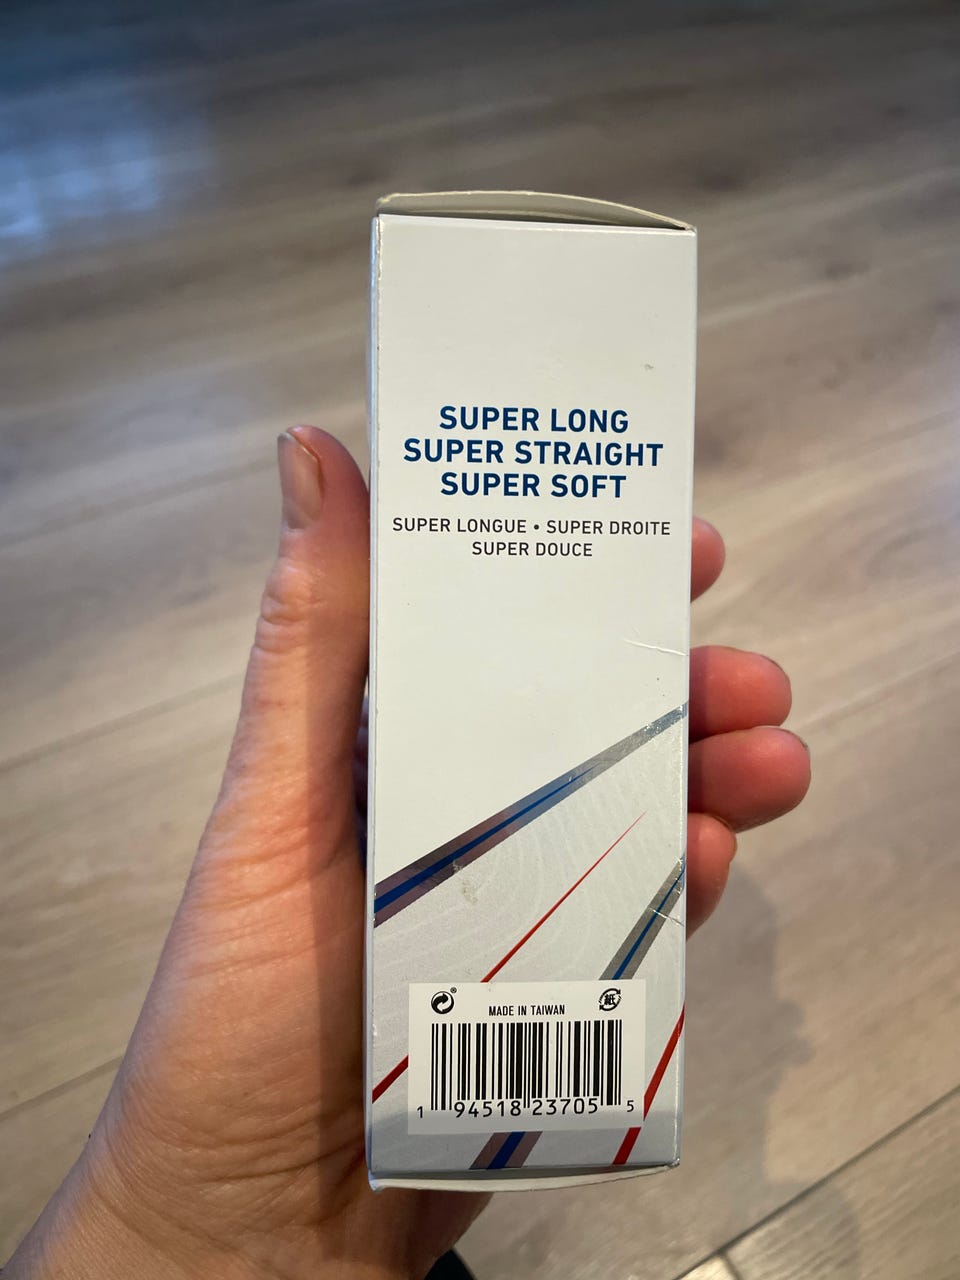 SUPER LONG
SUPER STRAIGHT
SUPER SOFT
SUPER LONGUE • SUPER DROITE
SUPER DOUCE
®
MADE IN TAIWAN
紙
1 94518 23705 5